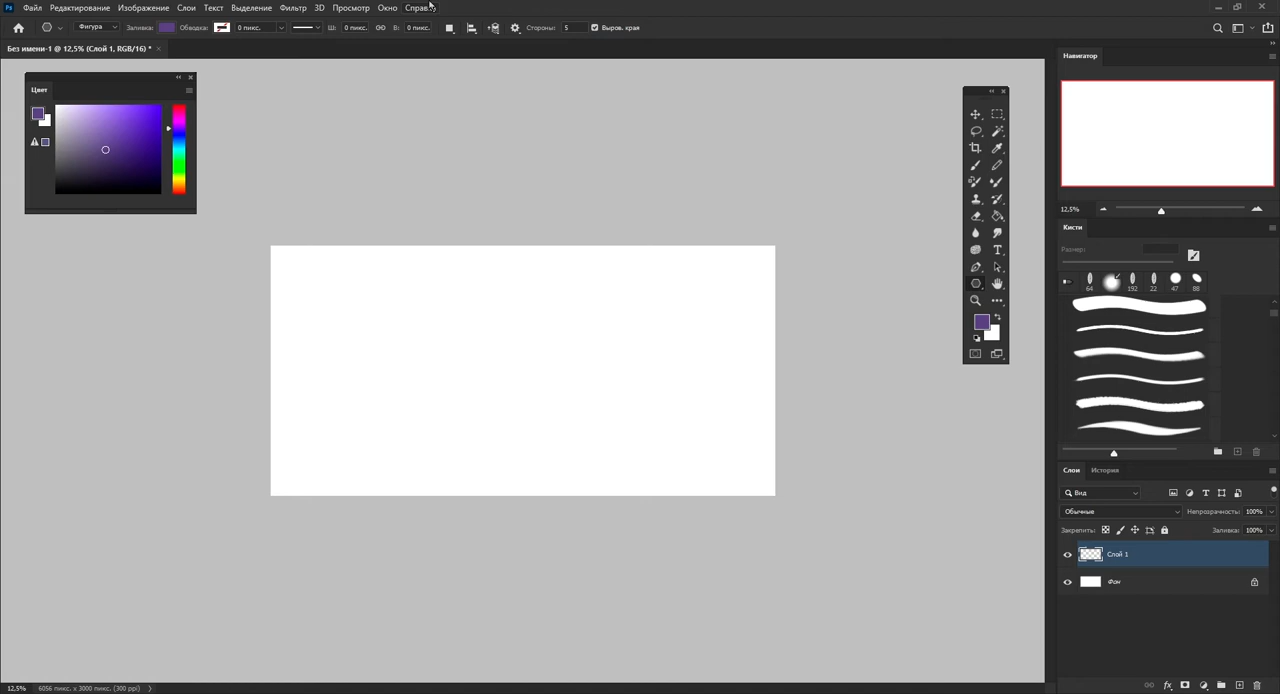 Ps Файл Редактирование Изображение Слои Текст Выделение Фильтр 3D Просмотр Окно Справка
Фигура Заливка: Обводка: 0 пикс. Ш: 0 пикс. В: 0 пикс. Стороны: 5 Выров. края
Без имени-1 @ 12,5% (Слой 1, RGB/16) *
Цвет
Навигатор
12,5%
Кисти
Размер:
64 192 22 47 88
Слои История
Вид
Обычные Непрозрачность: 100%
Закрепить: Заливка: 100%
Слой 1
Фон
12,5% 6056 пикс. x 3000 пикс. (300 ppi)